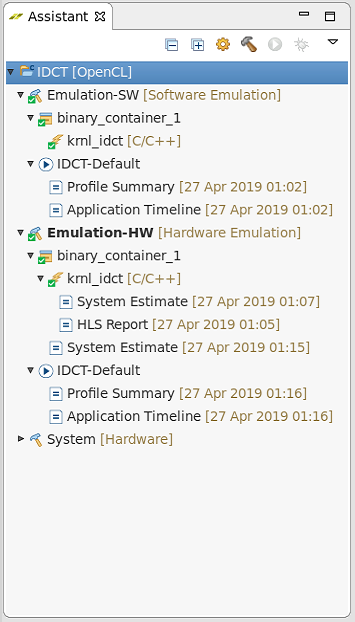 Assistant
IDCT [OpenCL]
Emulation-SW [Software Emulation]
binary_container_1
krnl_idct [C/C++]
IDCT-Default
Profile Summary [27 Apr 2019 01:02]
Application Timeline [27 Apr 2019 01:02]
Emulation-HW [Hardware Emulation]
binary_container_1
krnl_idct [C/C++]
System Estimate [27 Apr 2019 01:07]
HLS Report [27 Apr 2019 01:05]
System Estimate [27 Apr 2019 01:15]
IDCT-Default
Profile Summary [27 Apr 2019 01:16]
Application Timeline [27 Apr 2019 01:16]
System [Hardware]